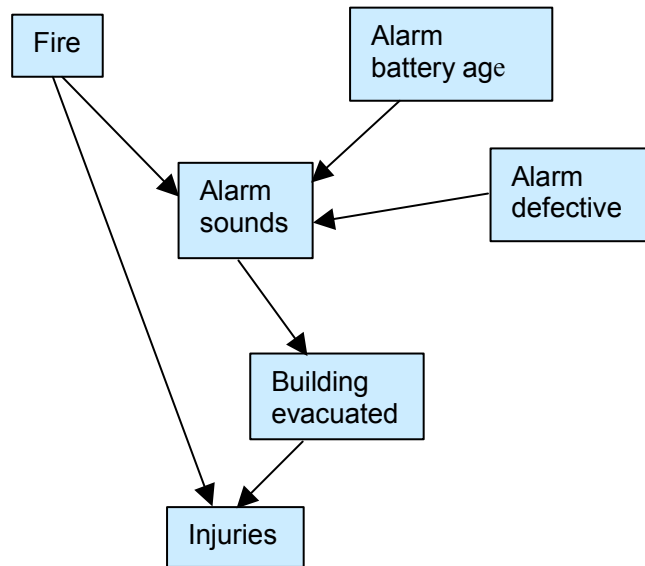 Fire
Alarm
battery age
Alarm
sounds
Alarm
defective
Building
evacuated
Injuries